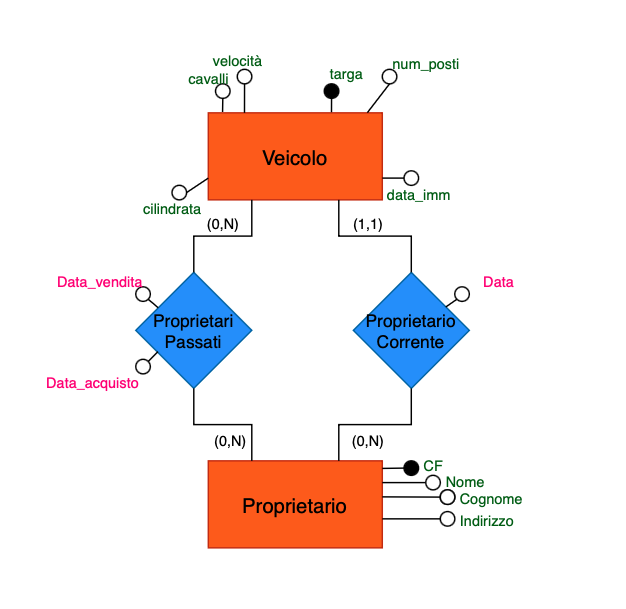 velocità
num_posti
cavalli
targa
Veicolo
data_imm
cilindrata
(0,N)
(1,1)
Data_vendita
Data
Proprietari
Passati
Proprietario
Corrente
Data_acquisto
(0,N)
(0,N)
CF
Nome
Cognome
Proprietario
Indirizzo